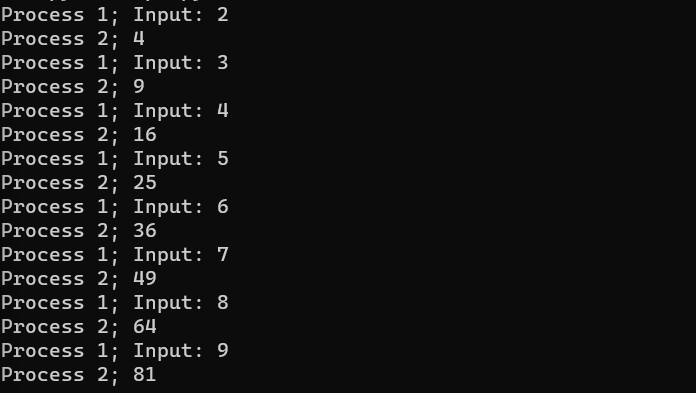 Process 1; Input: 2
Process 2; 4
Process 1; Input: 3
Process 2; 9
Process 1; Input: 4
Process 2; 16
Process 1; Input: 5
Process 2; 25
Process 1; Input: 6
Process 2; 36
Process 1; Input: 7
Process 2; 49
Process 1; Input: 8
Process 2; 64
Process 1; Input: 9
Process 2; 81